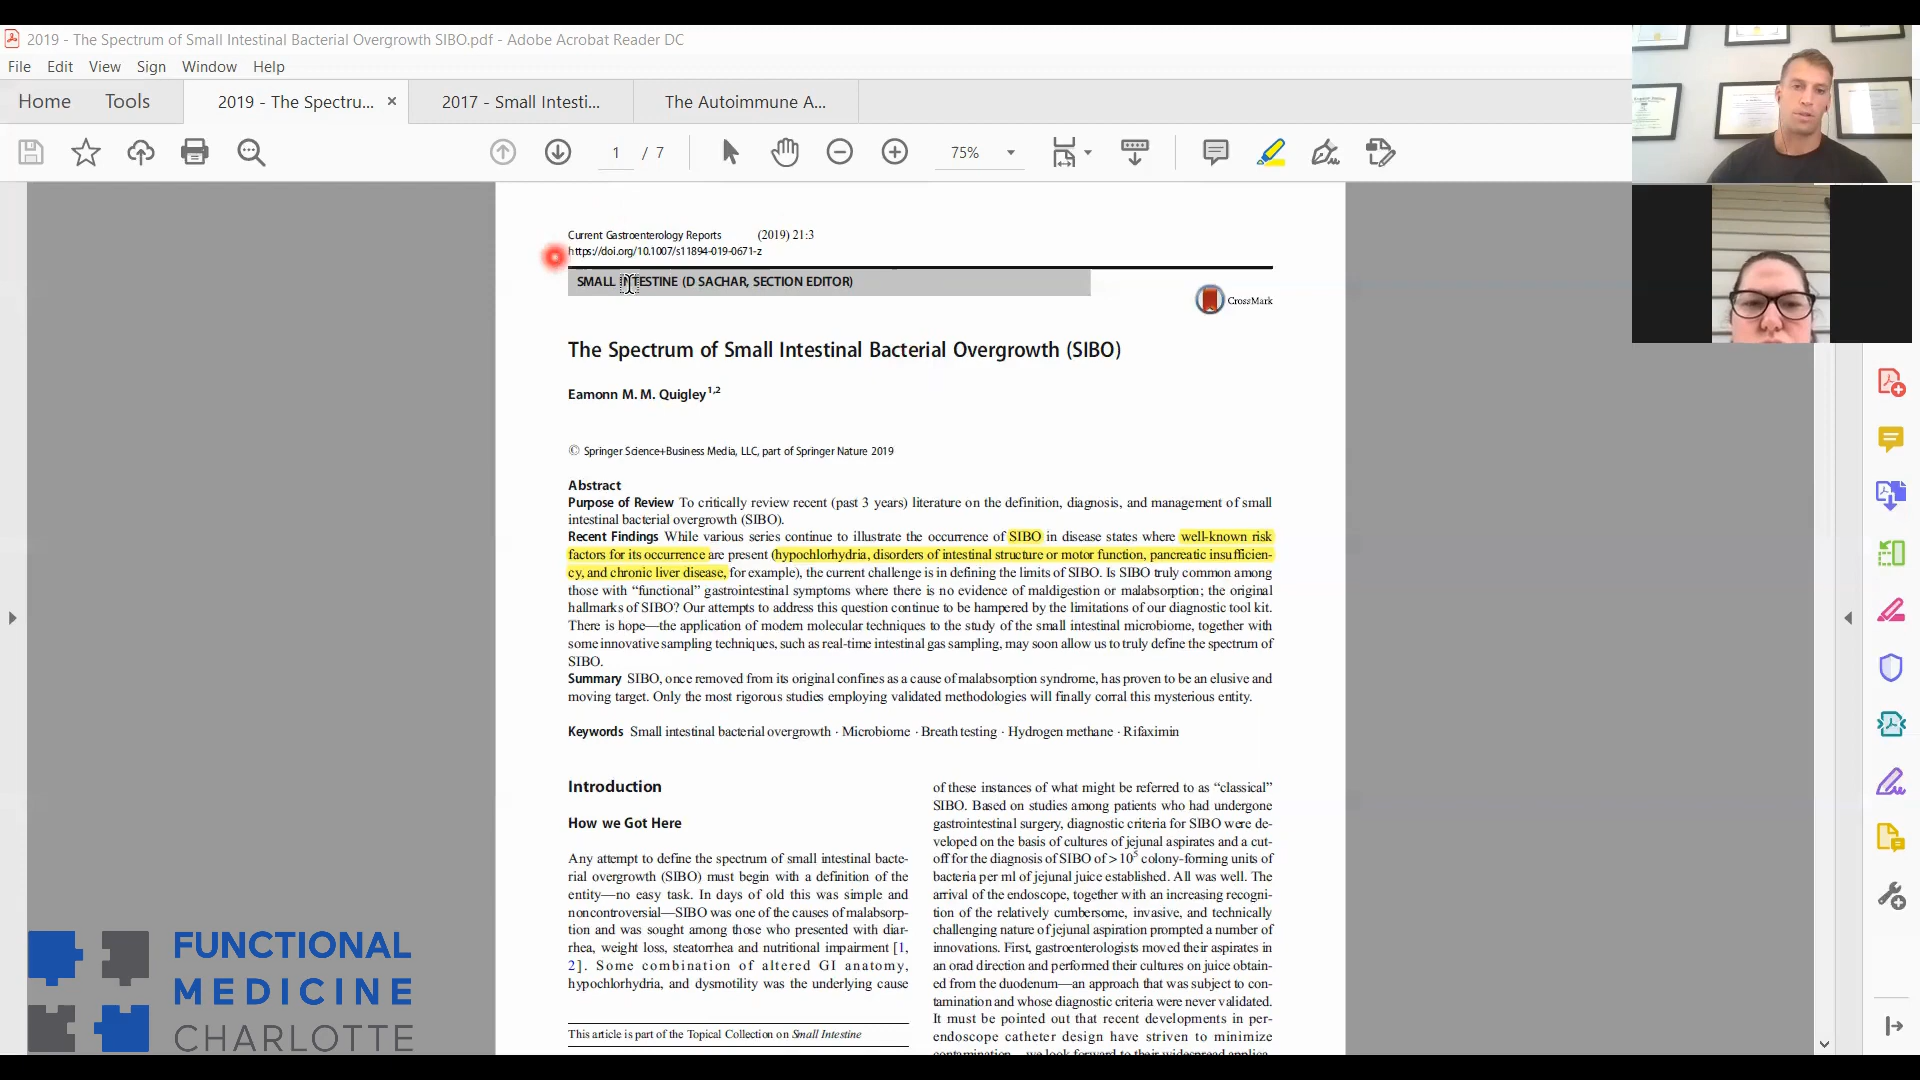 2019 - The Spectrum of Small Intestinal Bacterial Overgrowth SIBO.pdf - Adobe Acrobat Reader DC
File Edit View Sign Window Help
Home Tools 2019 - The Spectru... × 2017 - Small Intesti... The Autoimmune A...
1 / 7 75%
Current Gastroenterology Reports (2019) 21:3
https://doi.org/10.1007/s11894-019-0671-z
SMALL INTESTINE (D SACHAR, SECTION EDITOR)
CrossMark
The Spectrum of Small Intestinal Bacterial Overgrowth (SIBO)
Eamonn M. M. Quigley1,2
© Springer Science+Business Media, LLC, part of Springer Nature 2019
Abstract
Purpose of Review To critically review recent (past 3 years) literature on the definition, diagnosis, and management of small
intestinal bacterial overgrowth (SIBO).
Recent Findings While various series continue to illustrate the occurrence of SIBO in disease states where well-known risk
factors for its occurrence are present (hypochlorhydria, disorders of intestinal structure or motor function, pancreatic insufficien-
cy, and chronic liver disease, for example), the current challenge is in defining the limits of SIBO. Is SIBO truly common among
those with “functional” gastrointestinal symptoms where there is no evidence of maldigestion or malabsorption; the original
hallmarks of SIBO? Our attempts to address this question continue to be hampered by the limitations of our diagnostic tool kit.
There is hope—the application of modern molecular techniques to the study of the small intestinal microbiome, together with
some innovative sampling techniques, such as real-time intestinal gas sampling, may soon allow us to truly define the spectrum of
SIBO.
Summary SIBO, once removed from its original confines as a cause of malabsorption syndrome, has proven to be an elusive and
moving target. Only the most rigorous studies employing validated methodologies will finally corral this mysterious entity.
Keywords Small intestinal bacterial overgrowth · Microbiome · Breath testing · Hydrogen methane · Rifaximin
Introduction
How we Got Here
Any attempt to define the spectrum of small intestinal bacte-
rial overgrowth (SIBO) must begin with a definition of the
entity—no easy task. In days of old this was simple and
noncontroversial—SIBO was one of the causes of malabsorp-
tion and was sought among those who presented with diar-
rhea, weight loss, steatorrhea and nutritional impairment [1,
2]. Some combination of altered GI anatomy,
hypochlorhydria, and dysmotility was the underlying cause
This article is part of the Topical Collection on Small Intestine
of these instances of what might be referred to as “classical”
SIBO. Based on studies among patients who had undergone
gastrointestinal surgery, diagnostic criteria for SIBO were de-
veloped on the basis of cultures of jejunal aspirates and a cut-
off for the diagnosis of SIBO of > 10⁵ colony-forming units of
bacteria per ml of jejunal juice established. All was well. The
arrival of the endoscope, together with an increasing recogni-
tion of the relatively cumbersome, invasive, and technically
challenging nature of jejunal aspiration prompted a number of
innovations. First, gastroenterologists moved their aspirates in
an orad direction and performed their cultures on juice obtain-
ed from the duodenum—an approach that was subject to con-
tamination and whose diagnostic criteria were never validated.
It must be pointed out that recent developments in per-
endoscope catheter design have striven to minimize
FUNCTIONAL
MEDICINE
CHARLOTTE